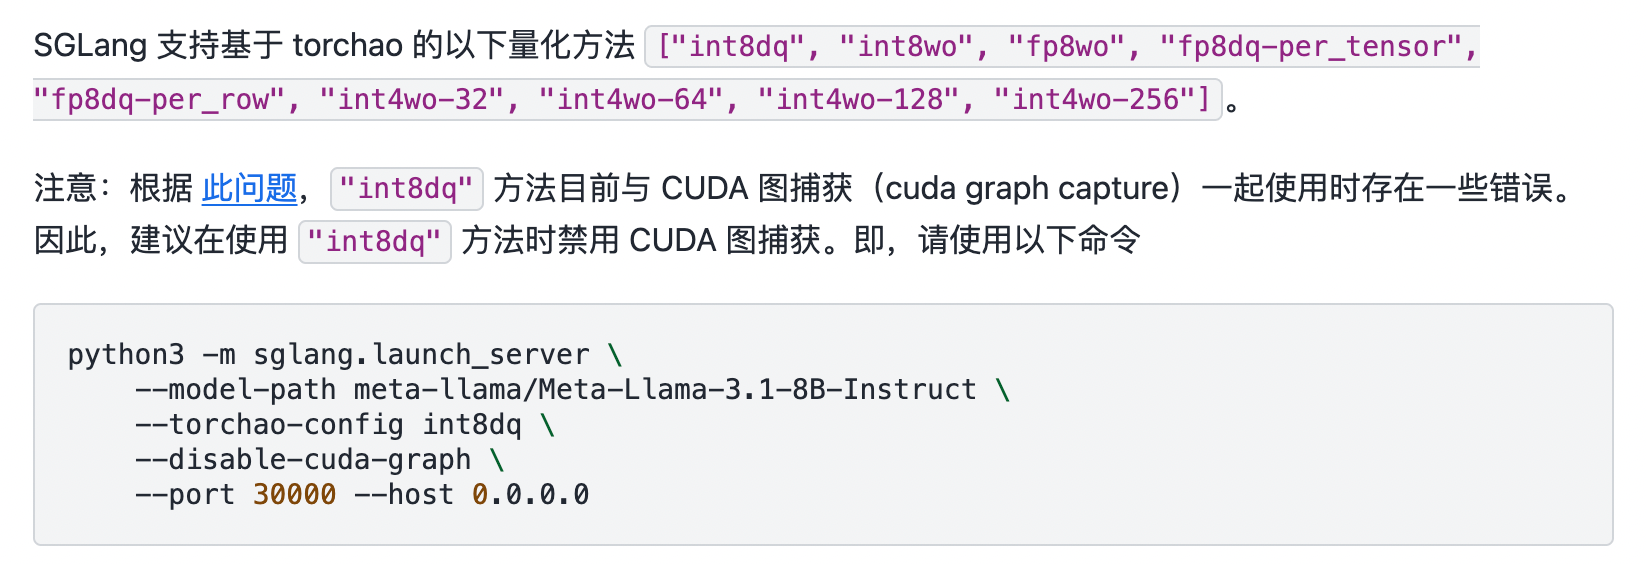 SGLang 支持基于 torchao 的以下量化方法 ["int8dq", "int8wo", "fp8wo", "fp8dq-per_tensor",
"fp8dq-per_row", "int4wo-32", "int4wo-64", "int4wo-128", "int4wo-256"]。
注意：根据 此问题，"int8dq" 方法目前与 CUDA 图捕获（cuda graph capture）一起使用时存在一些错误。
因此，建议在使用 "int8dq" 方法时禁用 CUDA 图捕获。即，请使用以下命令
python3 -m sglang.launch_server \
    --model-path meta-llama/Meta-Llama-3.1-8B-Instruct \
    --torchao-config int8dq \
    --disable-cuda-graph \
    --port 30000 --host 0.0.0.0